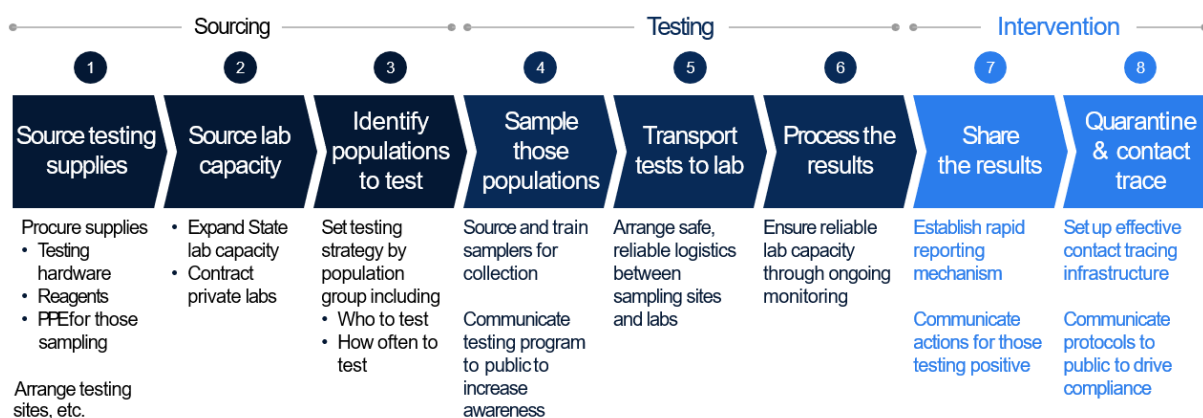 Sourcing
Testing
Intervention
1
2
3
4
5
6
7
8
Source testing
supplies
Source lab
capacity
Identify
populations
to test
Sample
those
populations
Transport
tests to lab
Process the
results
Share
the results
Quarantine
& contact
trace
Procure supplies
• Testing
hardware
• Reagents
• PPE for those
sampling
Arrange testing
sites, etc.
• Expand State
lab capacity
• Contract
private labs
Set testing
strategy by
population
group including
• Who to test
• How often to
test
Source and train
samplers for
collection
Communicate
testing program
to public to
increase
awareness
Arrange safe,
reliable logistics
between
sampling sites
and labs
Ensure reliable
lab capacity
through ongoing
monitoring
Establish rapid
reporting
mechanism
Communicate
actions for those
testing positive
Set up effective
contact tracing
infrastructure
Communicate
protocols to
public to drive
compliance